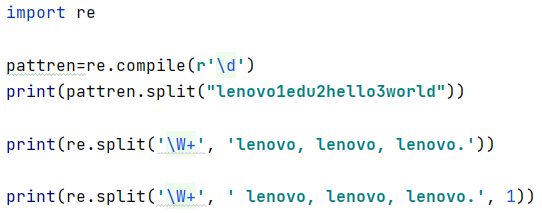 import re
pattren=re.compile(r'\d')
print(pattren.split("lenovo1edu2hello3world"))
print(re.split('\W+', 'lenovo, lenovo, lenovo.'))
print(re.split('\W+', ' lenovo, lenovo, lenovo.', 1))